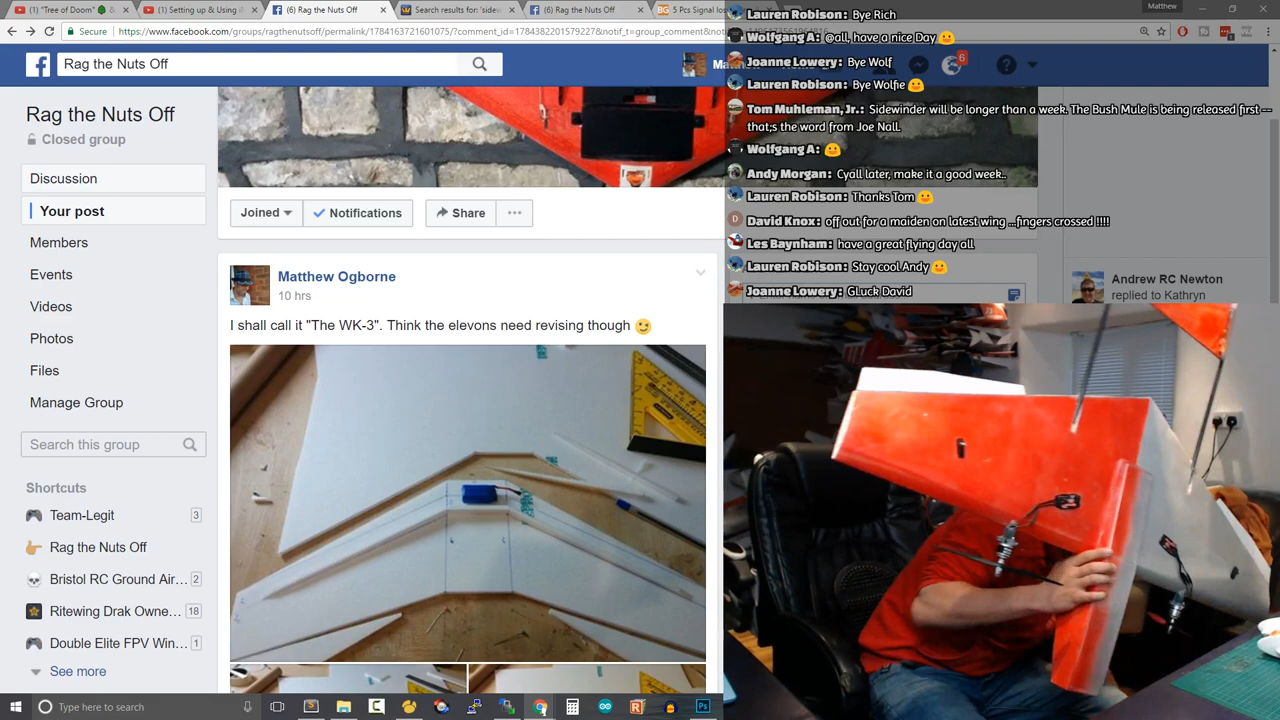 (6) "Tree of Doom"
(1) Setting up & Using i
(6) Rag the Nuts Off
Search results for: 'side
(6) Rag the Nuts Off
5 Pcs Signal los
Matthew
Secure
https://www.facebook.com/groups/ragthenutsoff/permalink/1784163721601075/?comment_id=1784382201579227&notif_t=group_comment&
Rag the Nuts Off
6
Rag the Nuts Off
Closed group
Discussion
Your post
Members
Events
Videos
Photos
Files
Manage Group
Search this group
Shortcuts
Team-Legit 3
Rag the Nuts Off
Bristol RC Ground Air... 2
Ritewing Drak Owne... 18
Double Elite FPV Win... 1
See more
Joined
Notifications
Share
Matthew Ogborne
10 hrs
I shall call it "The WK-3". Think the elevons need revising though
Lauren Robison: Bye Rich
Wolfgang A: @all, have a nice Day
Joanne Lowery: Bye Wolf
Lauren Robison: Bye Wolfie
Tom Muhleman, Jr.: Sidewinder will be longer than a week. The Bush Mule is being released first --
that;s the word from Joe Nall.
Wolfgang A:
Andy Morgan: Cyall later, make it a good week..
Lauren Robison: Thanks Tom
David Knox: off out for a maiden on latest wing ...fingers crossed !!!!
Les Baynham: have a great flying day all
Lauren Robison: Stay cool Andy
Joanne Lowery: GLuck David
Andrew RC Newton
replied to Kathryn
Type here to search